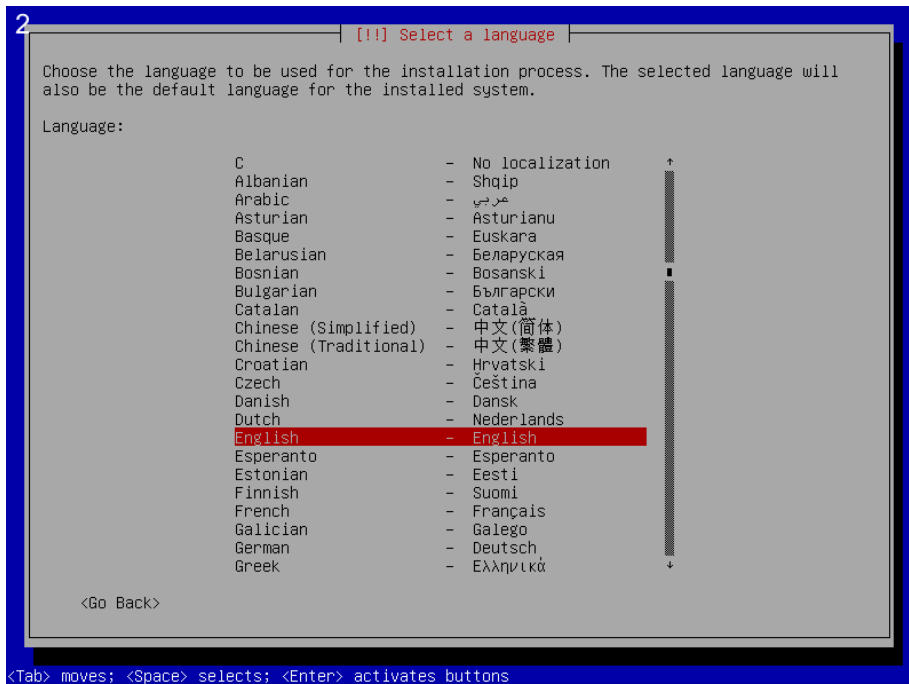 2
[!!] Select a language
Choose the language to be used for the installation process. The selected language will
also be the default language for the installed system.
Language:
C - No localization
Albanian - Shqip
Arabic - عربي
Asturian - Asturianu
Basque - Euskara
Belarusian - Беларуская
Bosnian - Bosanski
Bulgarian - Български
Catalan - Català
Chinese (Simplified) - 中文(简体)
Chinese (Traditional) - 中文(繁體)
Croatian - Hrvatski
Czech - Čeština
Danish - Dansk
Dutch - Nederlands
English - English
Esperanto - Esperanto
Estonian - Eesti
Finnish - Suomi
French - Français
Galician - Galego
German - Deutsch
Greek - Ελληνικά
<Go Back>
<Tab> moves; <Space> selects; <Enter> activates buttons